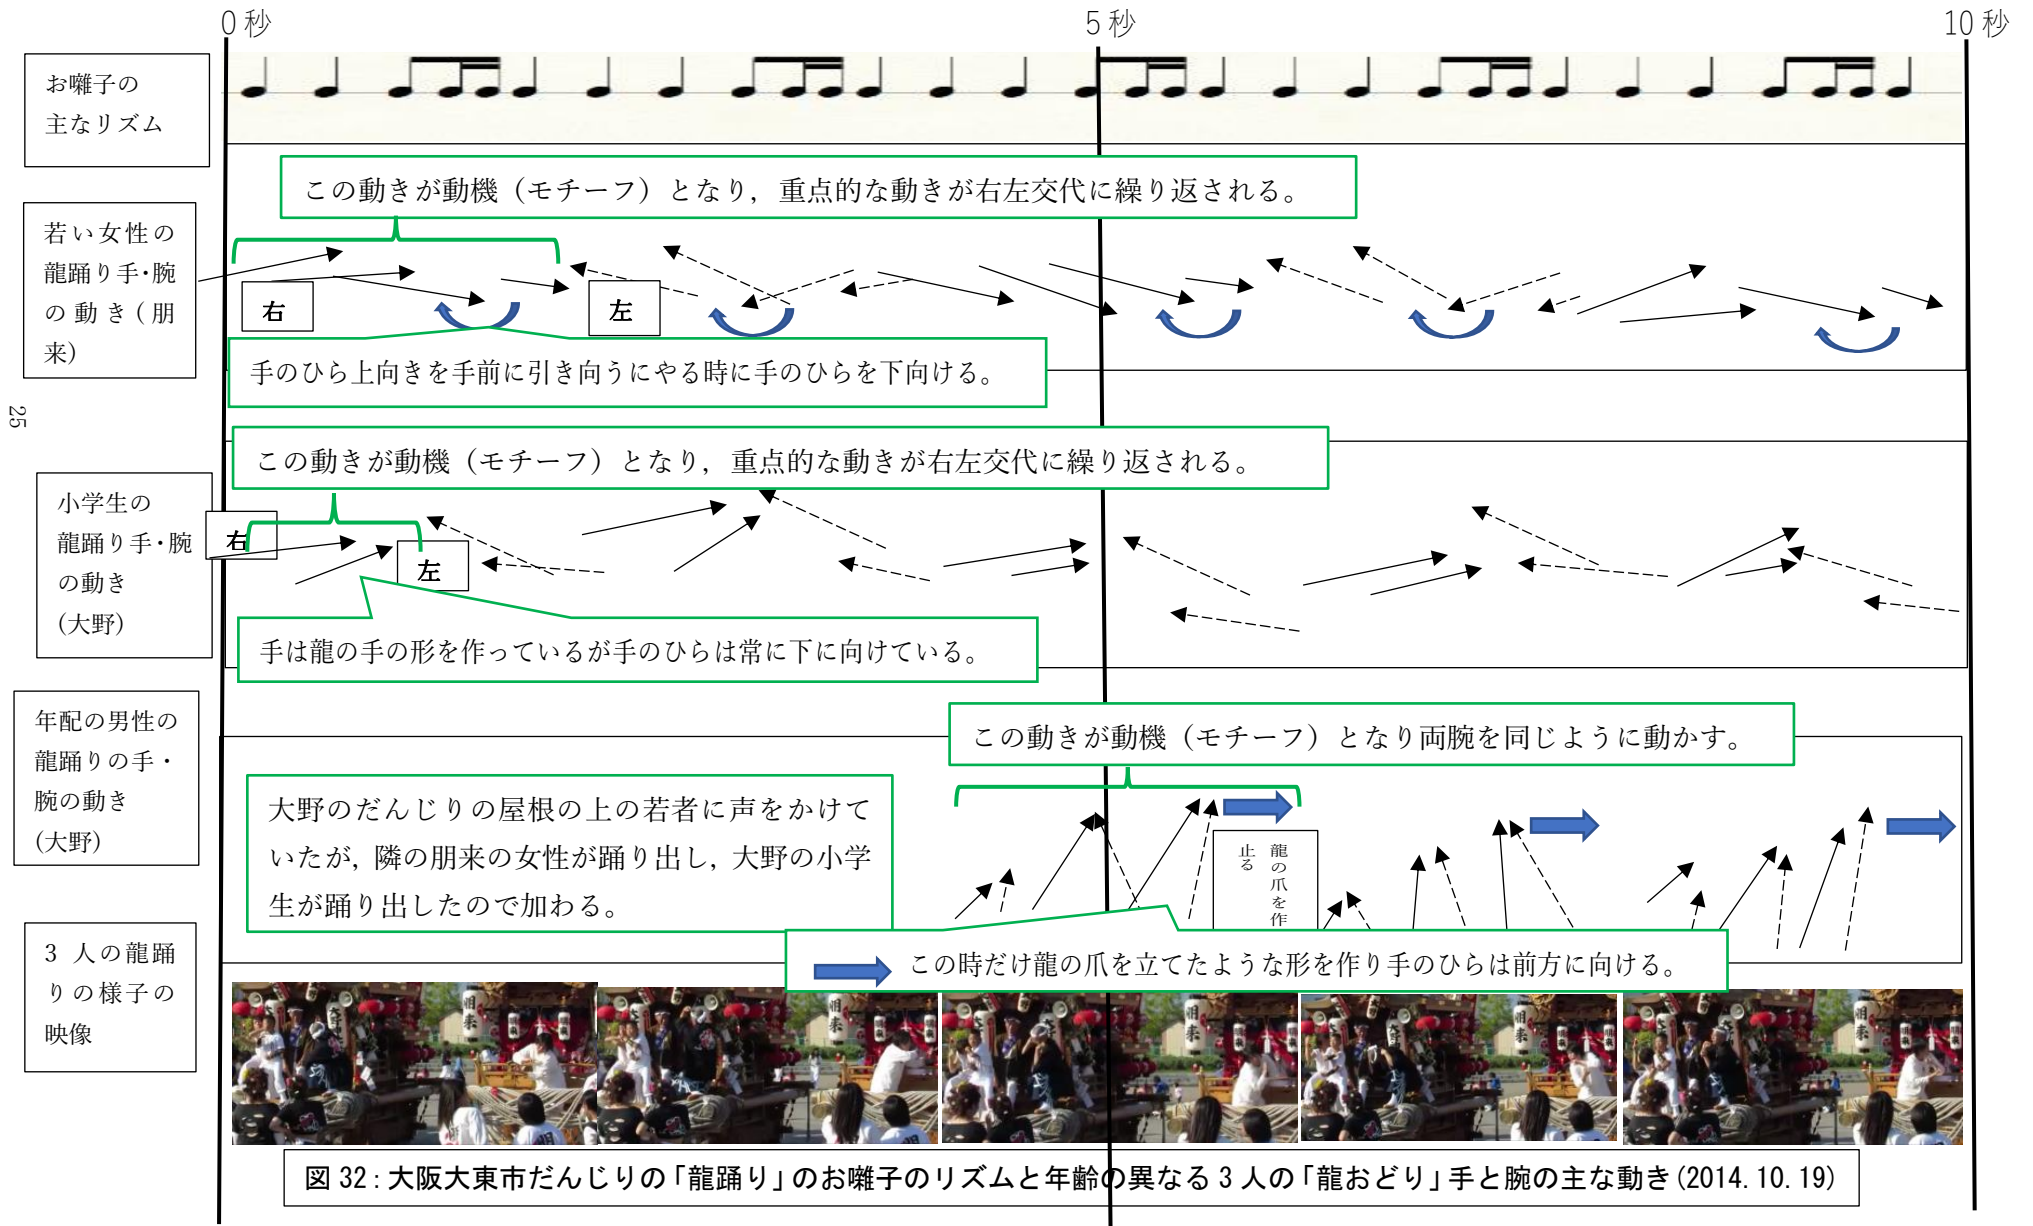 0秒
5秒
10秒
お囃子の
主なリズム
この動きが動機（モチーフ）となり，重点的な動きが右左交代に繰り返される。
若い女性の
龍踊り手・腕
の動き(朋
来)
右
左
手のひら上向きを手前に引き向うにやる時に手のひらを下向ける。
25
この動きが動機（モチーフ）となり，重点的な動きが右左交代に繰り返される。
小学生の
龍踊り手・腕
の動き
(大野)
右
左
手は龍の手の形を作っているが手のひらは常に下に向けている。
年配の男性の
龍踊りの手・
腕の動き
(大野)
この動きが動機（モチーフ）となり両腕を同じように動かす。
大野のだんじりの屋根の上の若者に声をかけて
いたが，隣の朋来の女性が踊り出し，大野の小学
生が踊り出したので加わる。
龍の爪を作
止る
この時だけ龍の爪を立てたような形を作り手のひらは前方に向ける。
3 人の龍踊
りの様子の
映像
朋来
朋来
朋来
朋来
図 32：大阪大東市だんじりの「龍踊り」のお囃子のリズムと年齢の異なる 3 人の「龍おどり」手と腕の主な動き(2014.10.19)